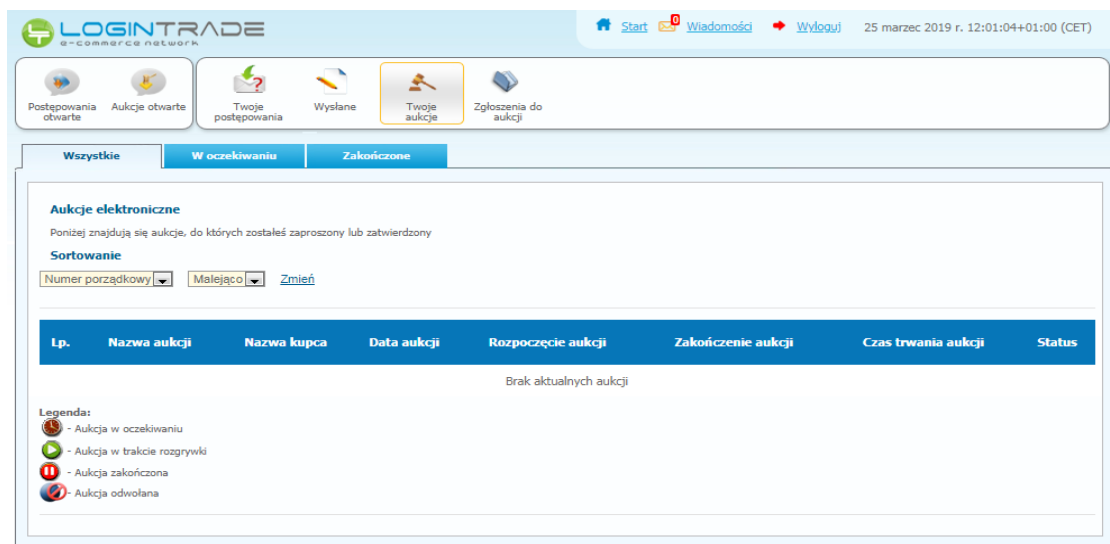 LOGINTRADE
e-commerce network
Start 0 Wiadomości Wyloguj 25 marzec 2019 r. 12:01:04+01:00 (CET)
Postępowania otwarte
Aukcje otwarte
Twoje postępowania
Wysłane
Twoje aukcje
Zgłoszenia do aukcji
Wszystkie W oczekiwaniu Zakończone
Aukcje elektroniczne
Poniżej znajdują się aukcje, do których zostałeś zaproszony lub zatwierdzony
Sortowanie
Numer porządkowy Malejąco Zmień
Lp. Nazwa aukcji Nazwa kupca Data aukcji Rozpoczęcie aukcji Zakończenie aukcji Czas trwania aukcji Status
Brak aktualnych aukcji
Legenda:
- Aukcja w oczekiwaniu
- Aukcja w trakcie rozgrywki
- Aukcja zakończona
- Aukcja odwołana